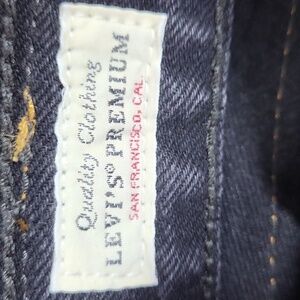 Quality Clothing
LEVI'S® PREMIUM
SAN FRANCISCO, CAL.